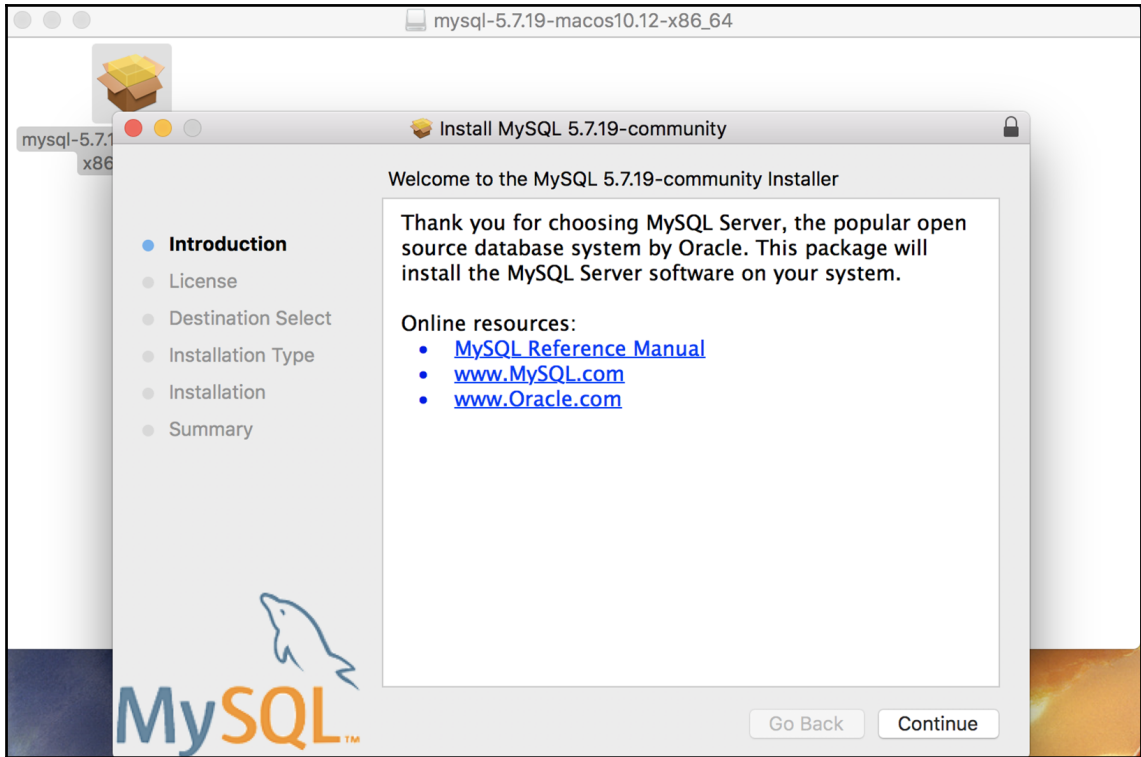 mysql-5.7.19-macos10.12-x86_64
mysql-5.7.1
x86
Install MySQL 5.7.19-community
Welcome to the MySQL 5.7.19-community Installer
Introduction
License
Destination Select
Installation Type
Installation
Summary
Thank you for choosing MySQL Server, the popular open
source database system by Oracle. This package will
install the MySQL Server software on your system.
Online resources:
• MySQL Reference Manual
• www.MySQL.com
• www.Oracle.com
MySQL™
Go Back
Continue